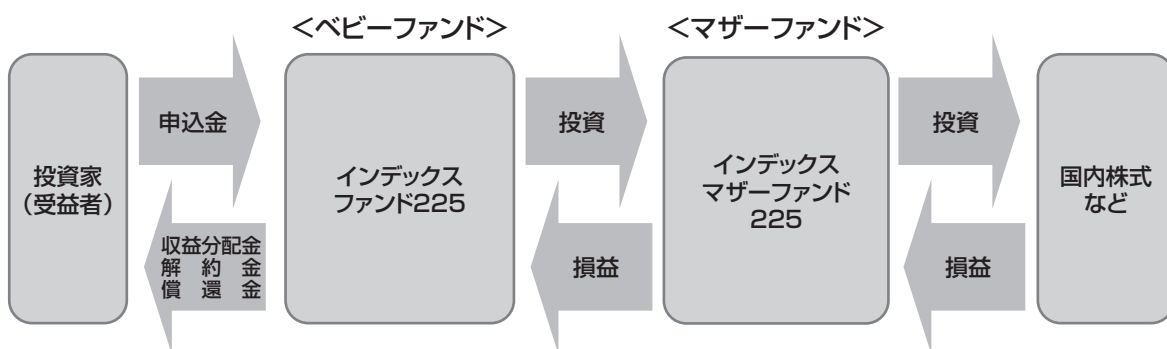 <ベビーファンド>
<マザーファンド>
投資家
(受益者)
申込金
収益分配金
解約金
償還金
インデックス
ファンド225
投資
損益
インデックス
マザーファンド
225
投資
損益
国内株式
など